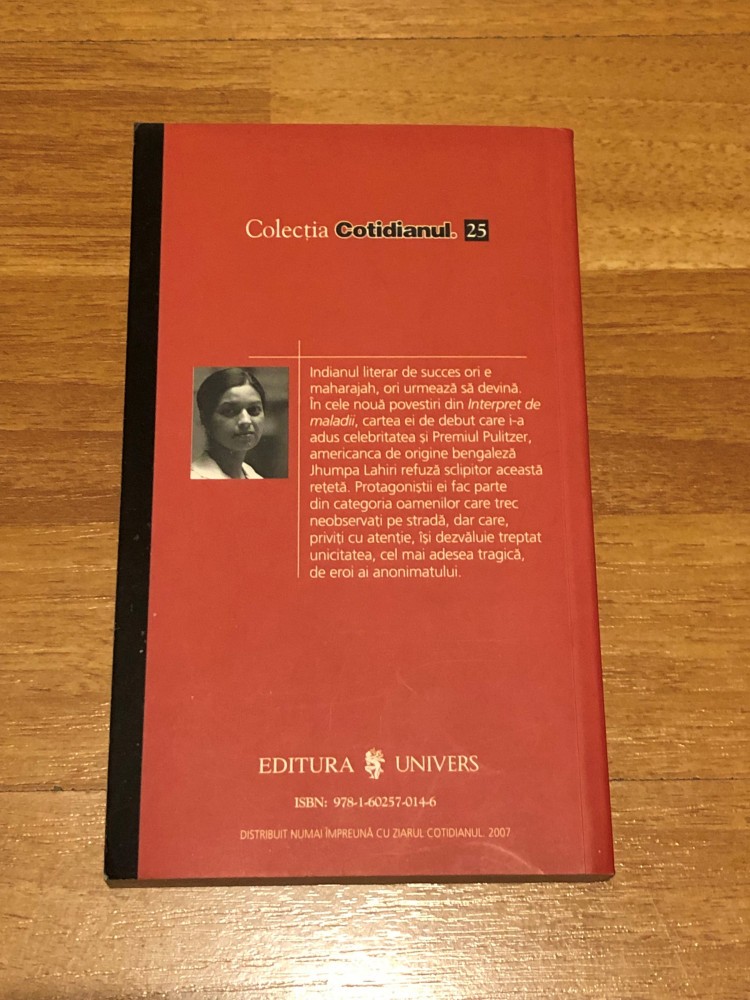 Colecția Cotidianul. 25
Indianul literar de succes ori e
maharajah, ori urmează să devină.
În cele nouă povestiri din Interpret de
maladii, cartea ei de debut care i-a
adus celebritatea și Premiul Pulitzer,
americanca de origine bengaleză
Jhumpa Lahiri refuză sclipitor această
rețetă. Protagoniștii ei fac parte
din categoria oamenilor care trec
neobservați pe stradă, dar care,
priviți cu atenție, își dezvăluie treptat
unicitatea, cel mai adesea tragică,
de eroi ai anonimatului.
EDITURA UNIVERS
ISBN: 978-1-60257-014-6
DISTRIBUIT NUMAI ÎMPREUNĂ CU ZIARUL COTIDIANUL. 2007